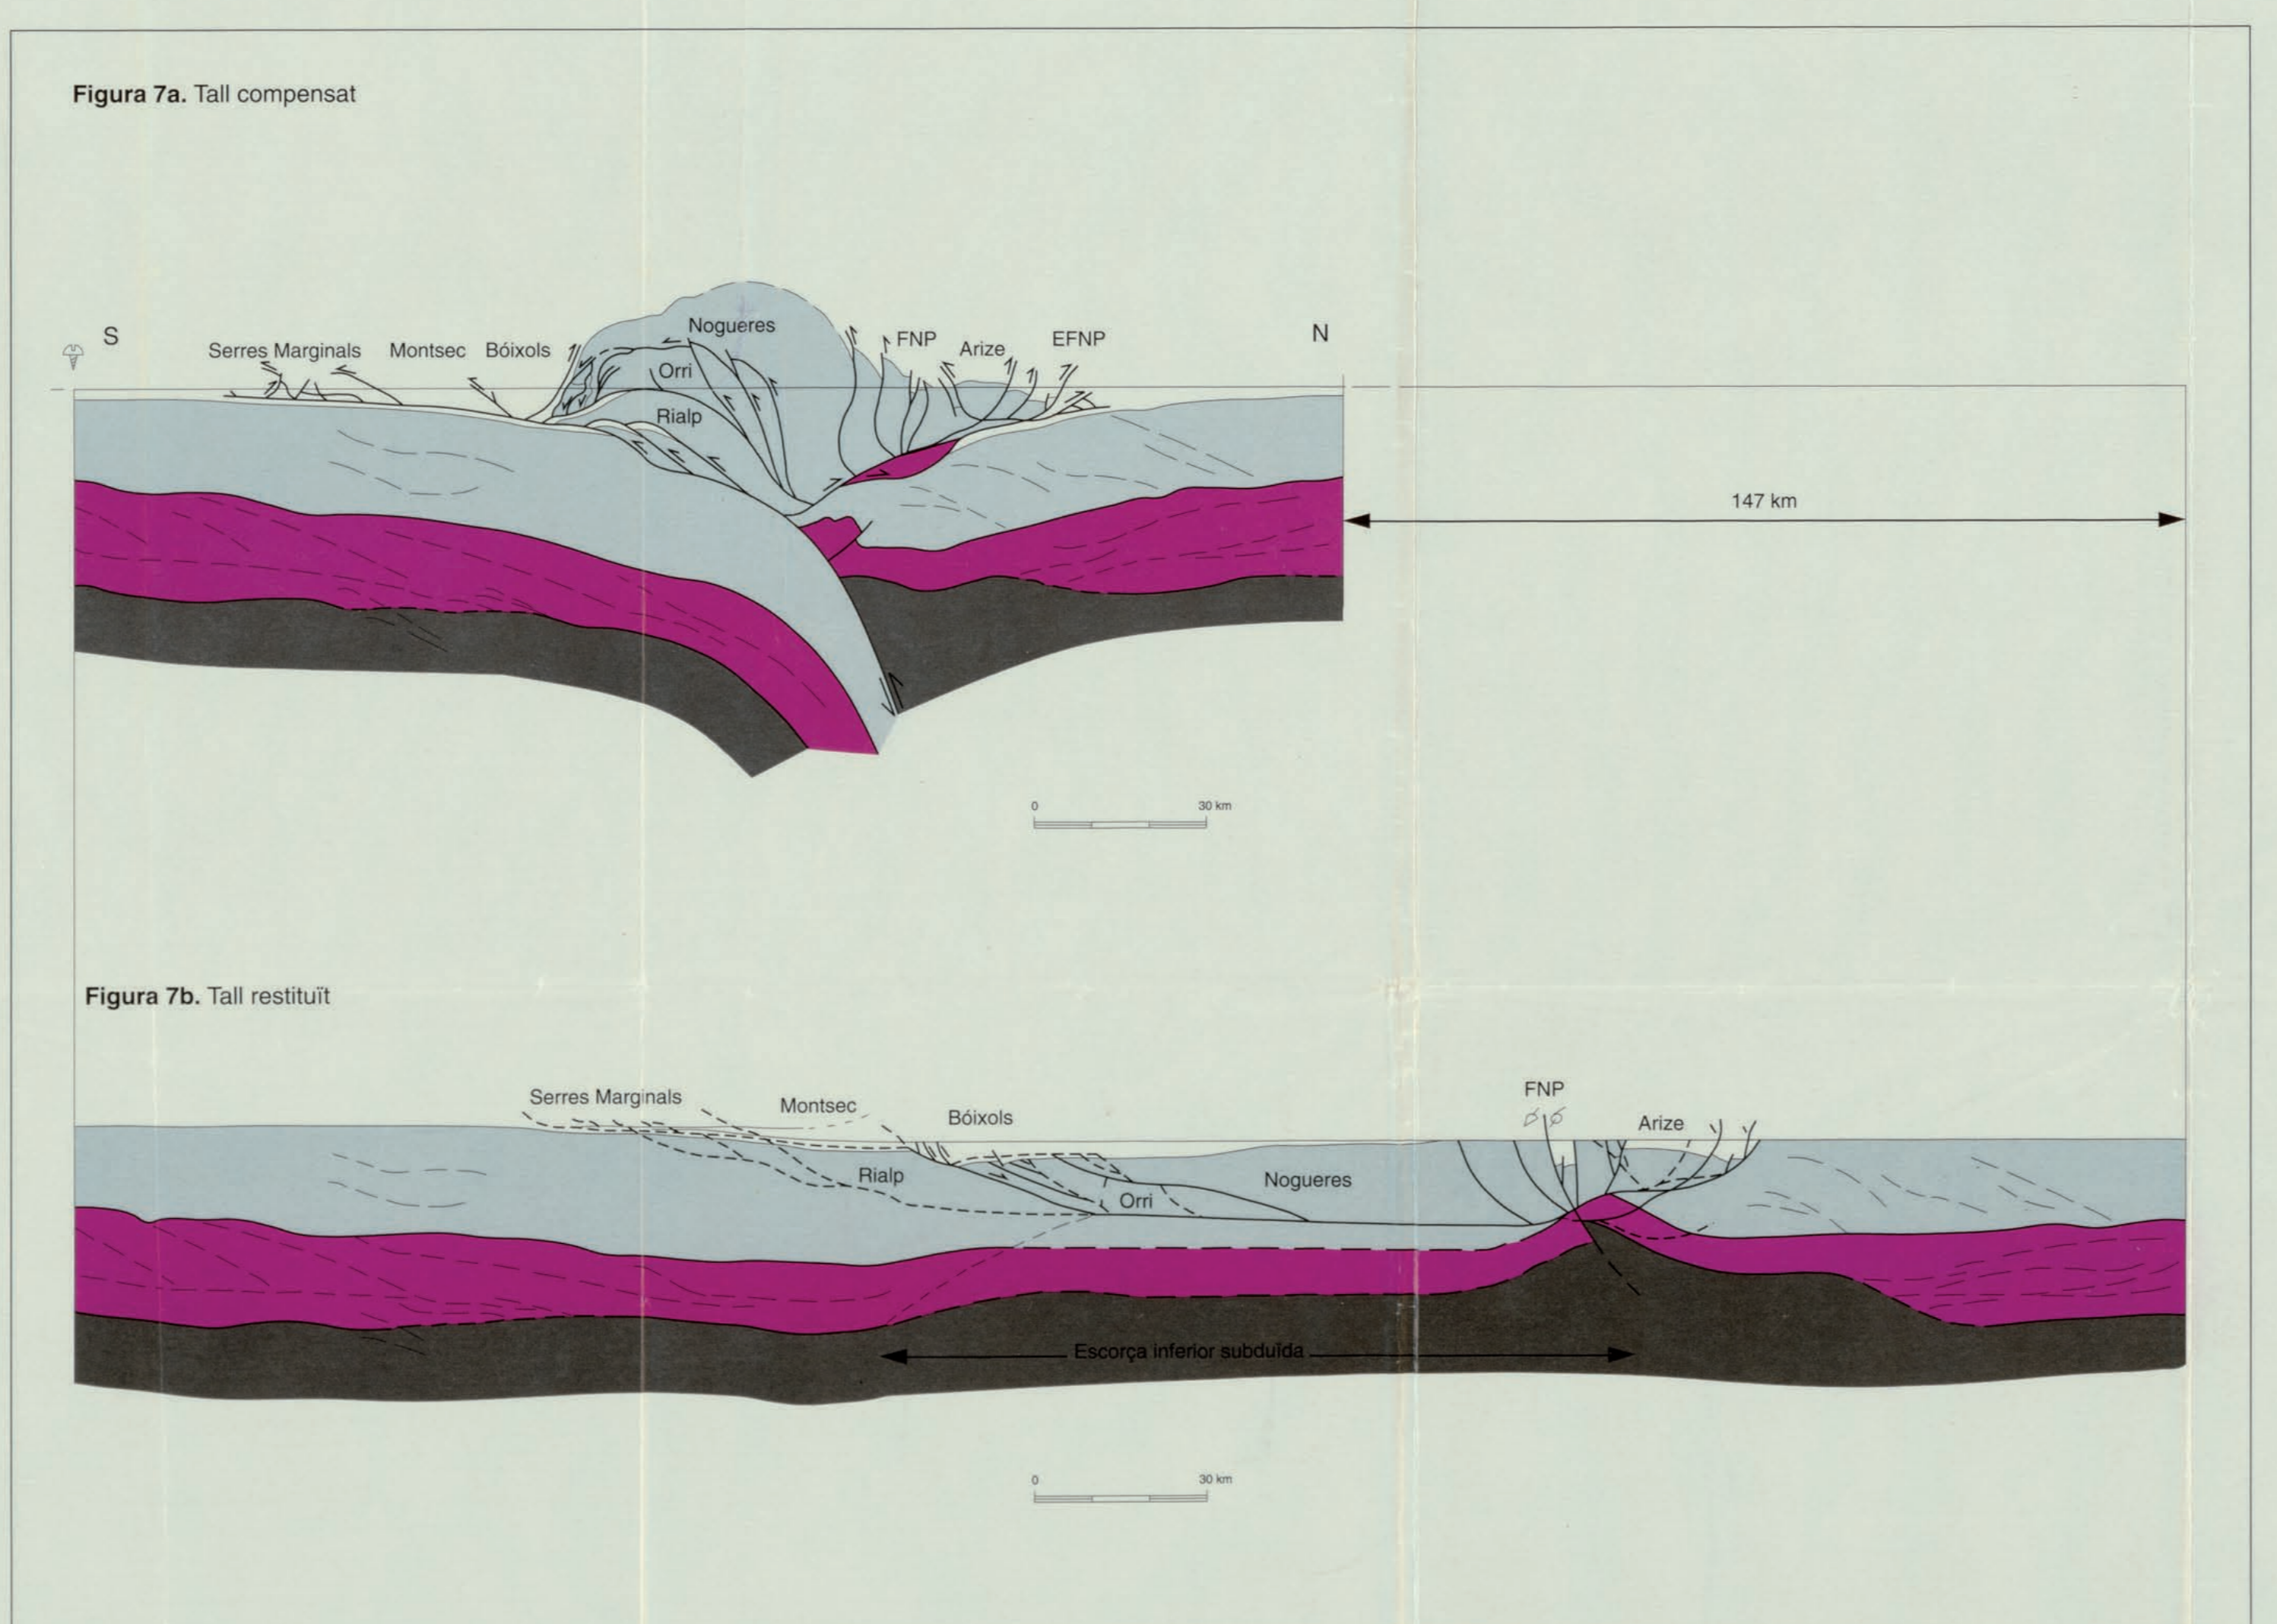 Figura 7a. Tall compensat
S
N
Serres Marginals
Montsec
Bóixols
Nogueres
FNP
Arize
EFNP
Orri
Rialp
147 km
0
30 km
Figura 7b. Tall restituït
Serres Marginals
Montsec
Bóixols
FNP
Arize
Rialp
Orri
Nogueres
Escorça inferior subduïda
0
30 km